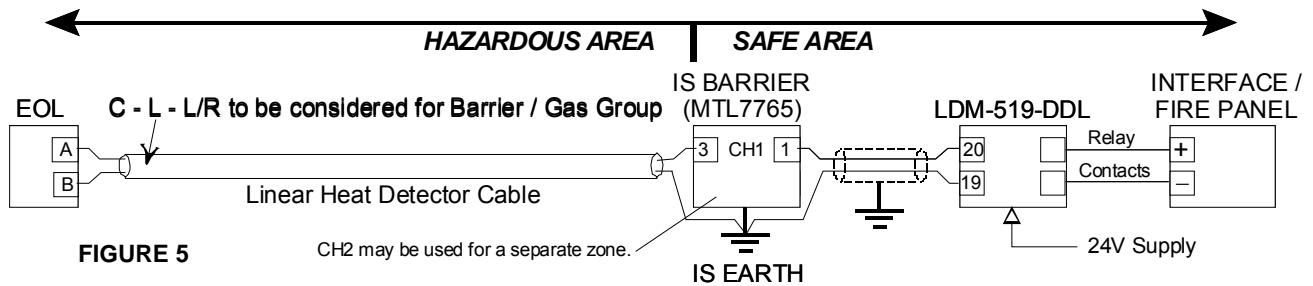 HAZARDOUS AREA
SAFE AREA
EOL
C - L - L/R to be considered for Barrier / Gas Group
IS BARRIER
(MTL7765)
LDM-519-DDL
INTERFACE /
FIRE PANEL
A
B
3
CH1
1
20
19
Relay
Contacts
+
–
Linear Heat Detector Cable
FIGURE 5
CH2 may be used for a separate zone.
IS EARTH
24V Supply